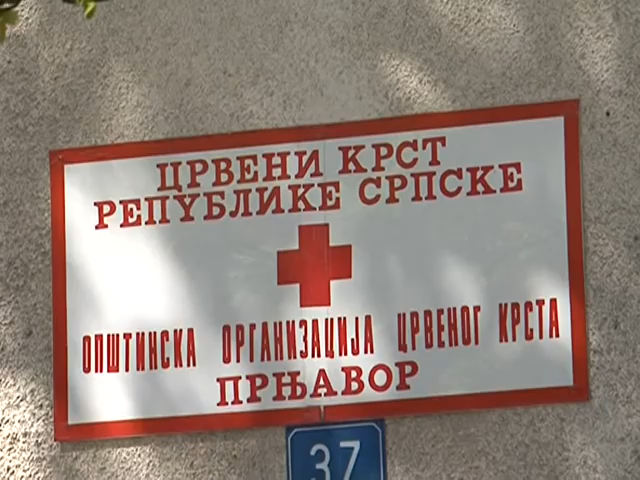 ЦРВЕНИ КРСТ
РЕПУБЛИКЕ СРПСКЕ
ОПШТИНСКА ОРГАНИЗАЦИЈА ЦРВЕНОГ КРСТА
ПРЊАВОР
37